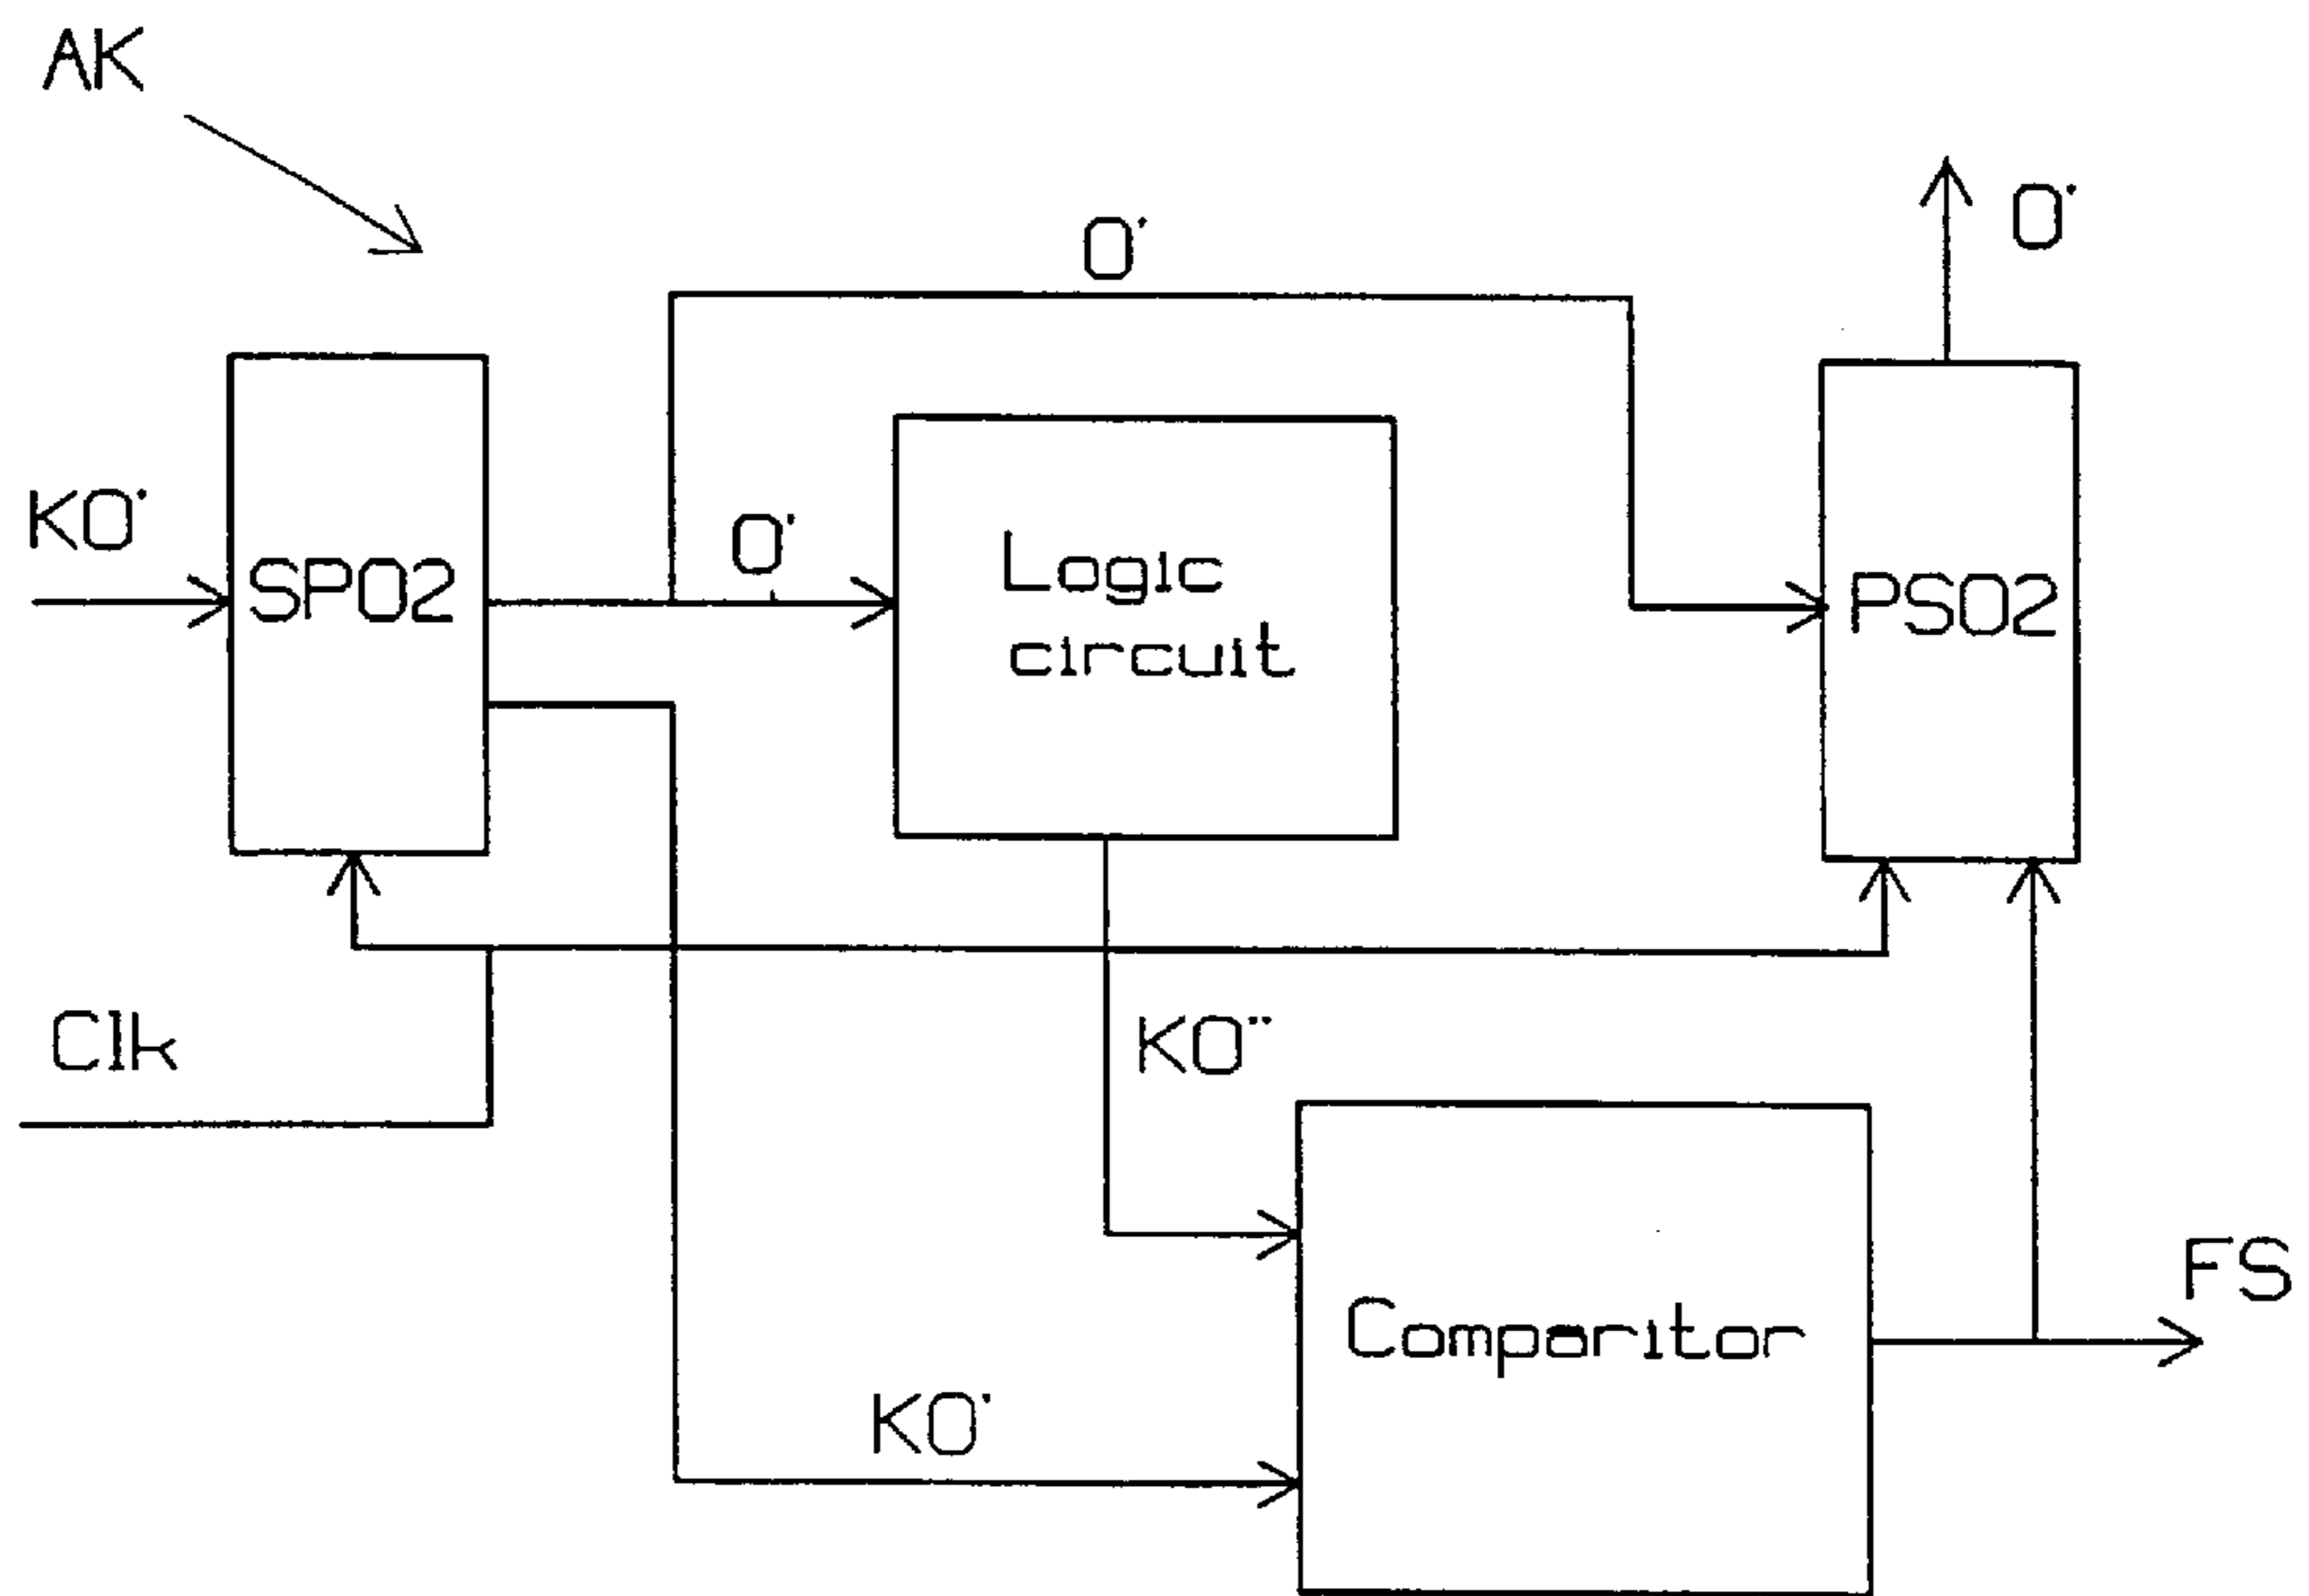 AK
O'
O'
KO'
SPO2
O'
Logic
circuit
PSO2
Clk
KO''
Comparitor
FS
KO'